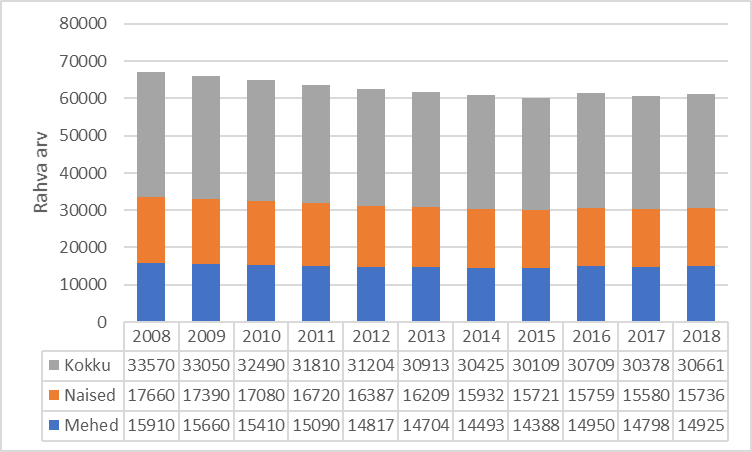 80000
70000
60000
50000
40000
30000
20000
10000
0
Rahva arv
2008 2009 2010 2011 2012 2013 2014 2015 2016 2017 2018
Kokku 33570 33050 32490 31810 31204 30913 30425 30109 30709 30378 30661
Naised 17660 17390 17080 16720 16387 16209 15932 15721 15759 15580 15736
Mehed 15910 15660 15410 15090 14817 14704 14493 14388 14950 14798 14925